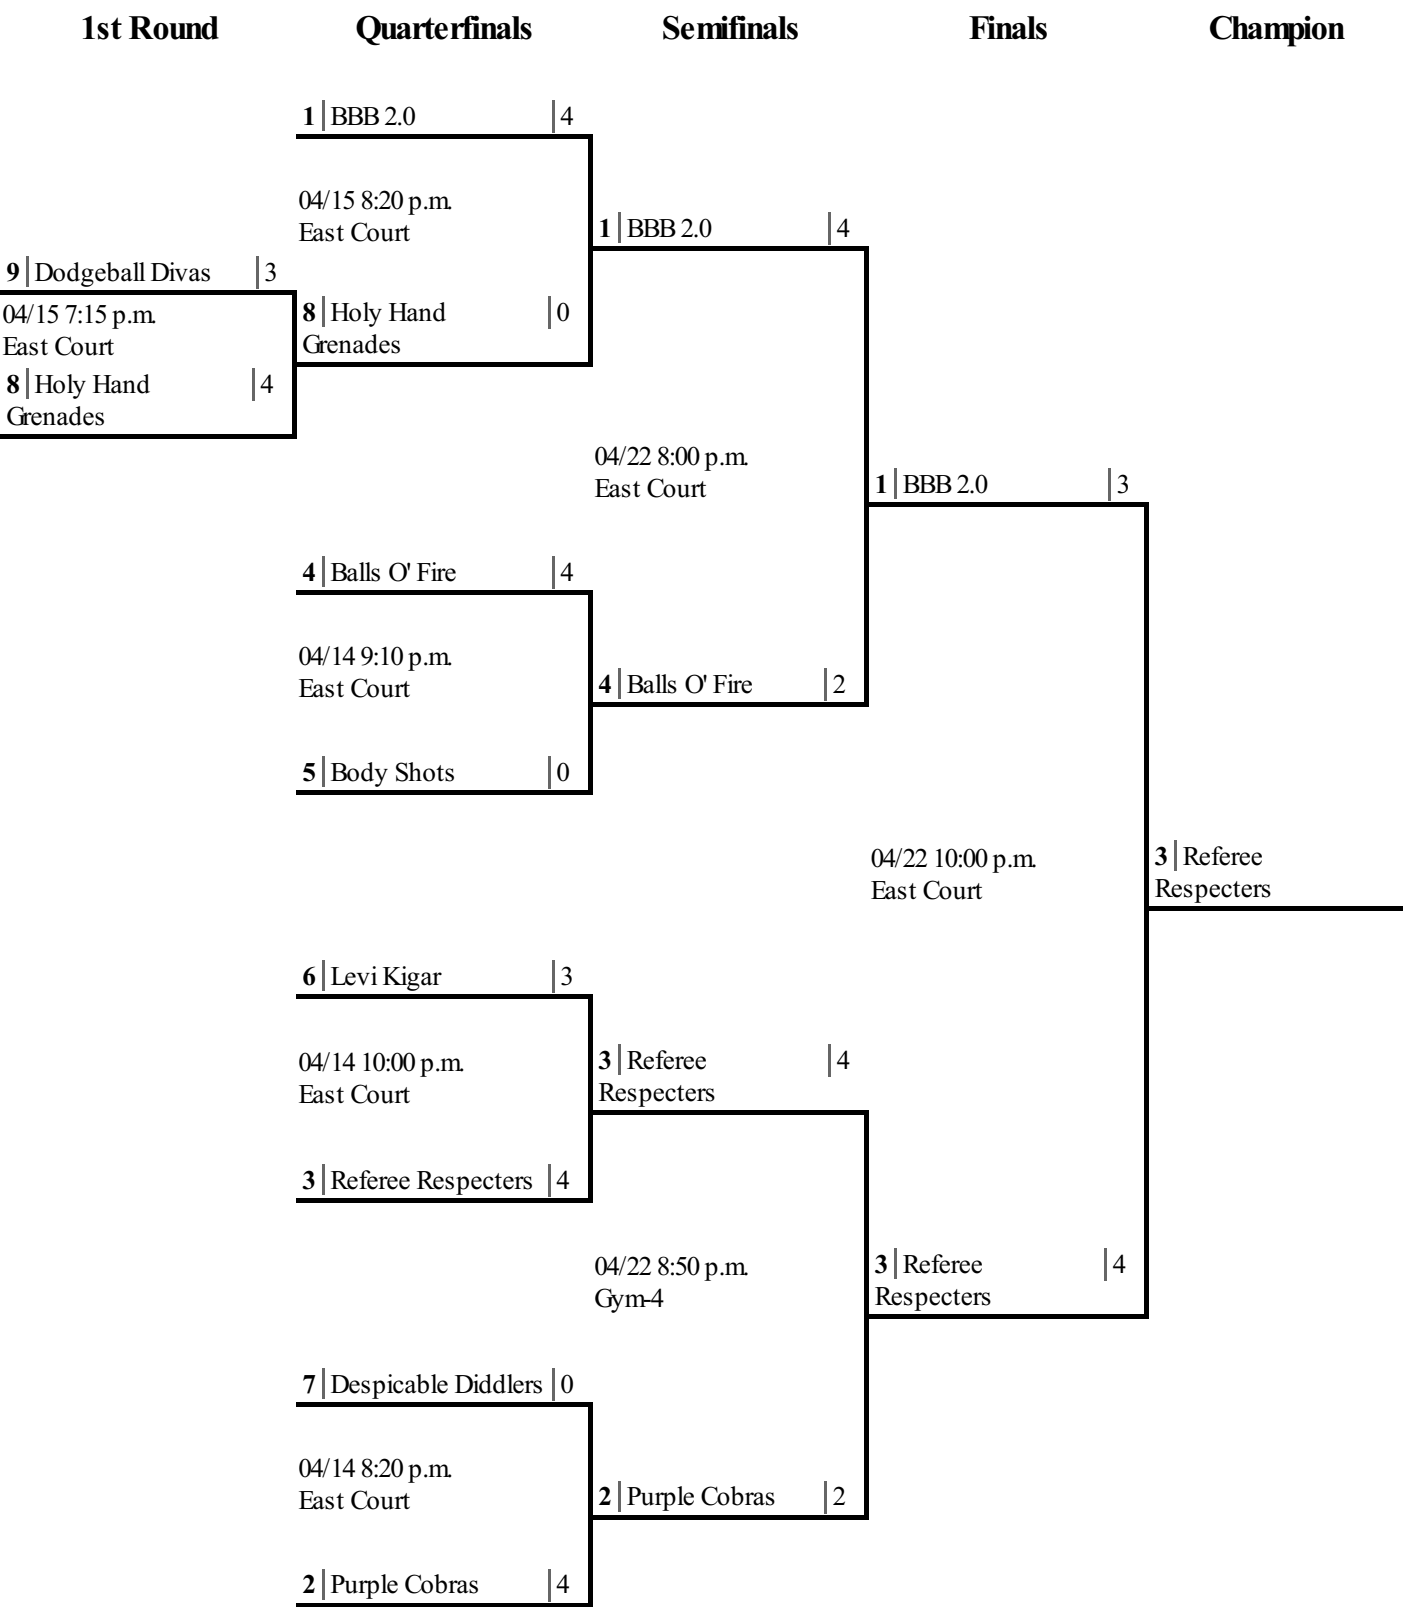 1st Round
Quarterfinals
Semifinals
Finals
Champion
9 Dodgeball Divas 3
04/15 7:15 p.m.
East Court
8 Holy Hand 4
Grenades
1 BBB 2.0 4
04/15 8:20 p.m.
East Court
8 Holy Hand 0
Grenades
4 Balls O' Fire 4
04/14 9:10 p.m.
East Court
5 Body Shots 0
6 Levi Kigar 3
04/14 10:00 p.m.
East Court
3 Referee Respecters 4
7 Despicable Diddlers 0
04/14 8:20 p.m.
East Court
2 Purple Cobras 4
1 BBB 2.0 4
04/22 8:00 p.m.
East Court
4 Balls O' Fire 2
3 Referee 4
Respecters
04/22 8:50 p.m.
Gym-4
2 Purple Cobras 2
1 BBB 2.0 3
04/22 10:00 p.m.
East Court
3 Referee 4
Respecters
3 Referee
Respecters